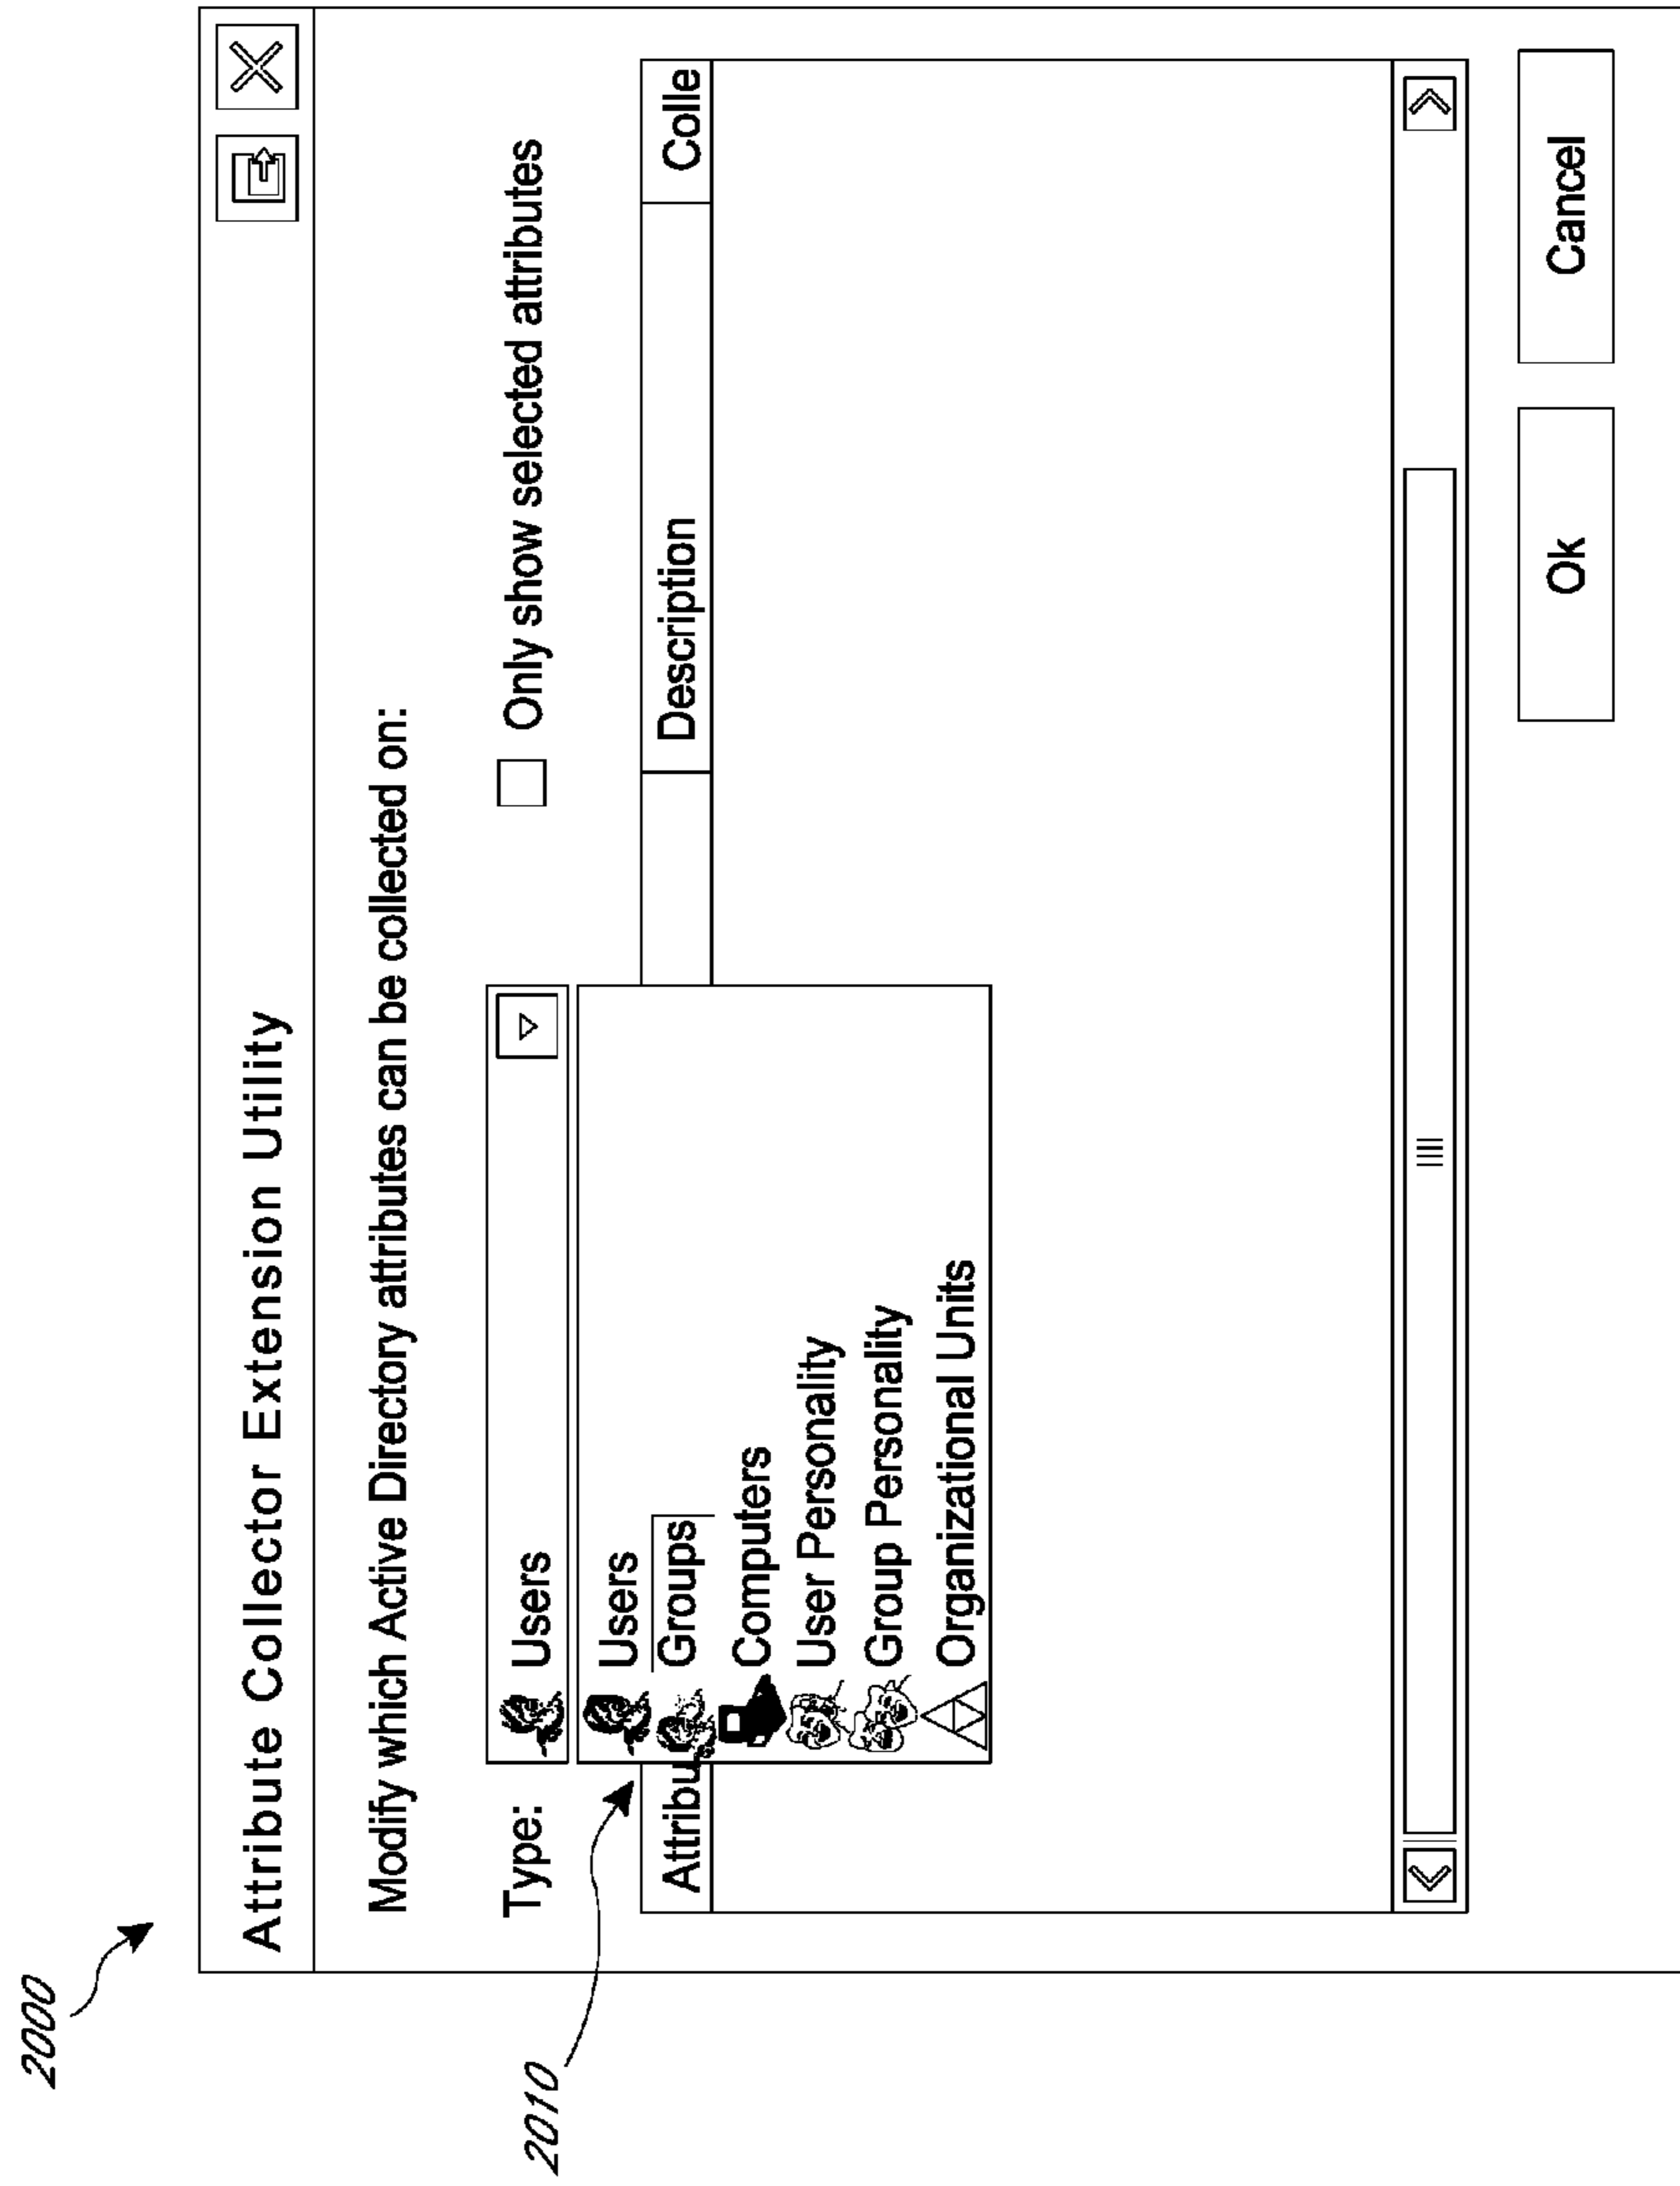 2000
Attribute Collector Extension Utility
Modify which Active Directory attributes can be collected on:
Type:
Users
Only show selected attributes
2010
Users
Groups
Computers
User Personality
Group Personality
Organizational Units
Attribu
Description
Colle
Ok
Cancel